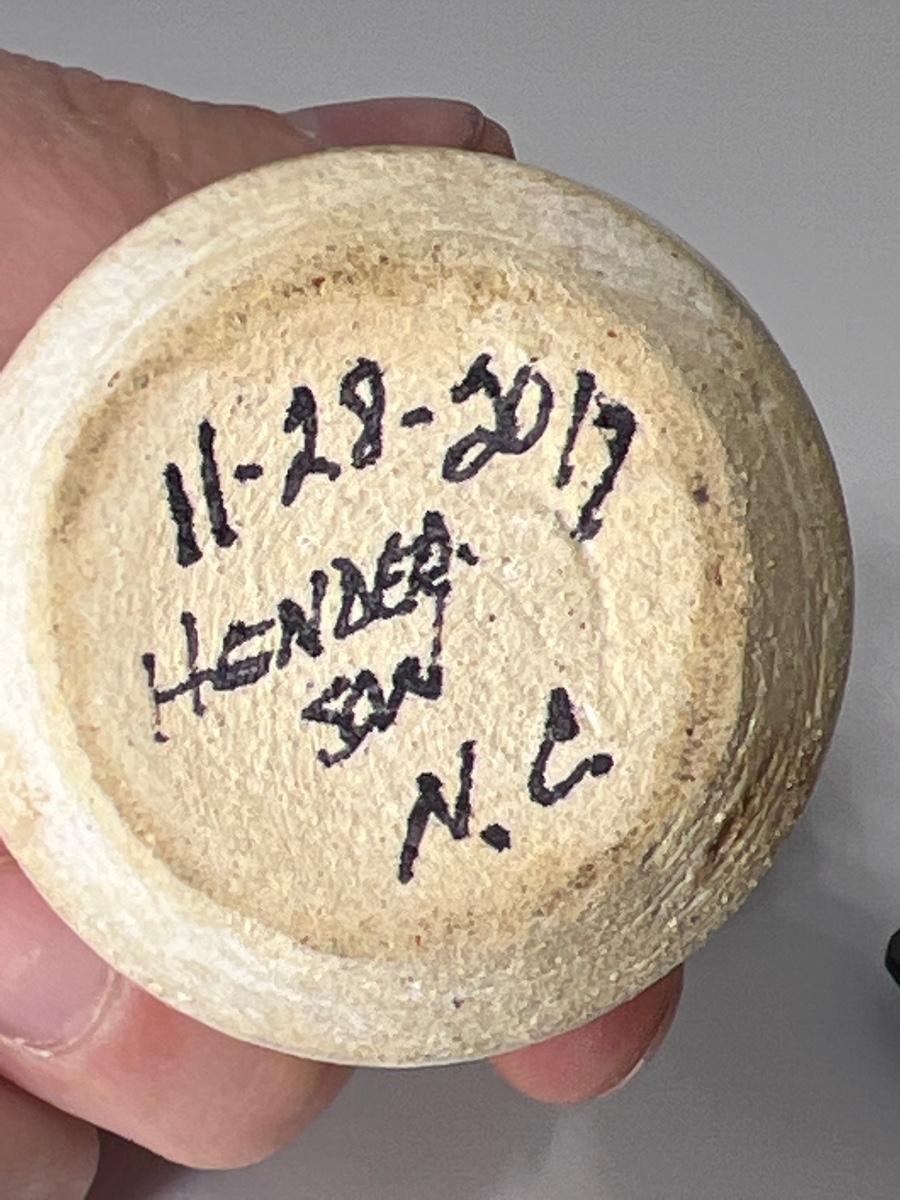 11-28-2017
HENDER-
SON
N. C